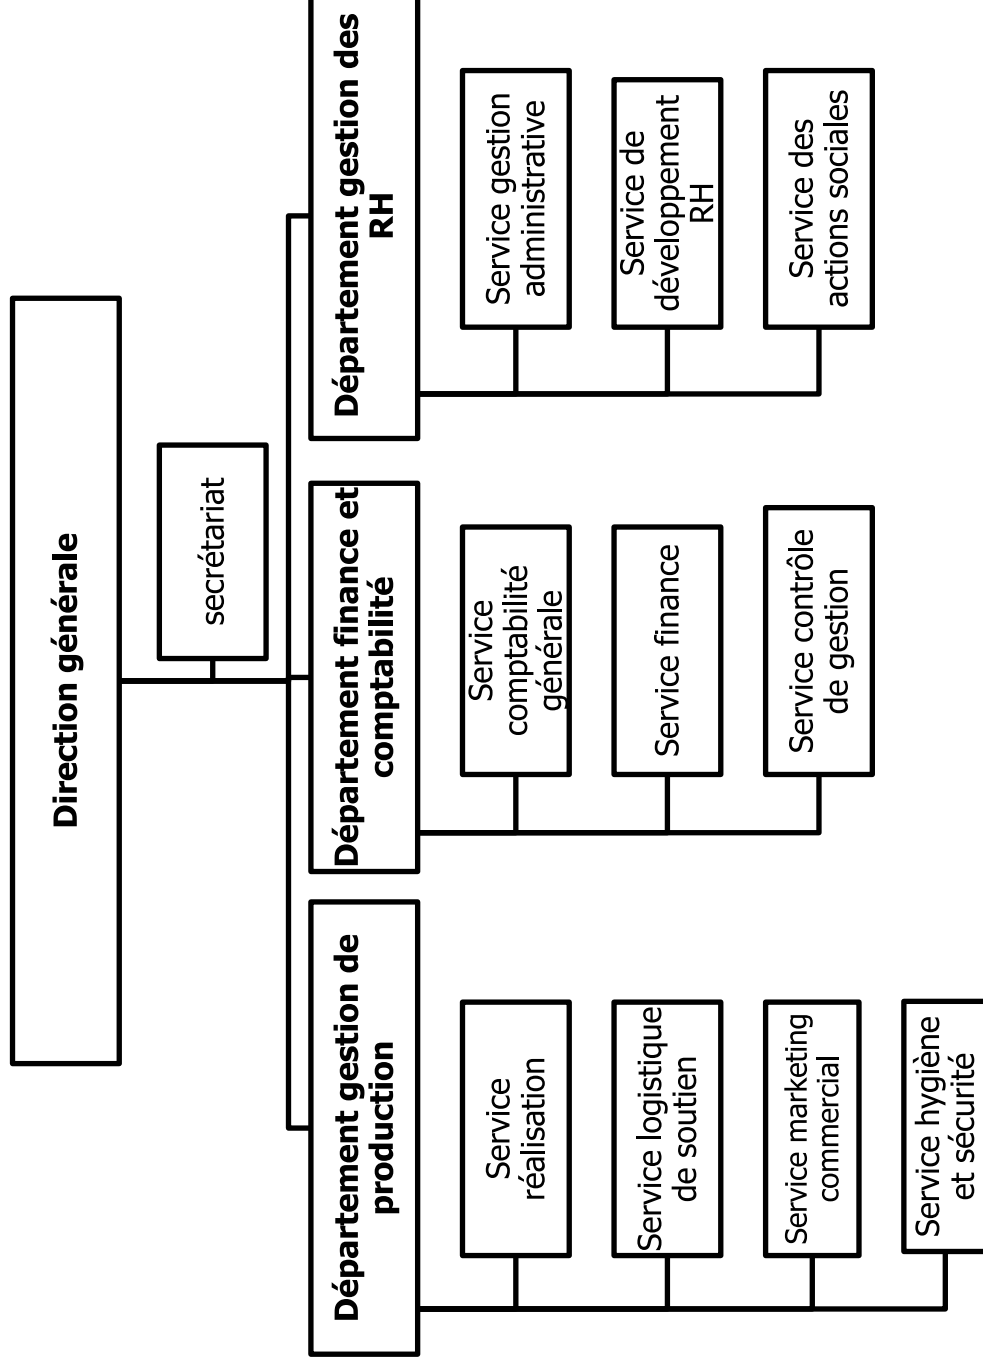 Direction générale
secrétariat
Département gestion de
production
Département finance et
comptabilité
Département gestion des
RH
Service
réalisation
Service logistique
de soutien
Service marketing
commercial
Service hygiène
et sécurité
Service
comptabilité
générale
Service finance
Service contrôle
de gestion
Service gestion
administrative
Service de
développement
RH
Service des
actions sociales